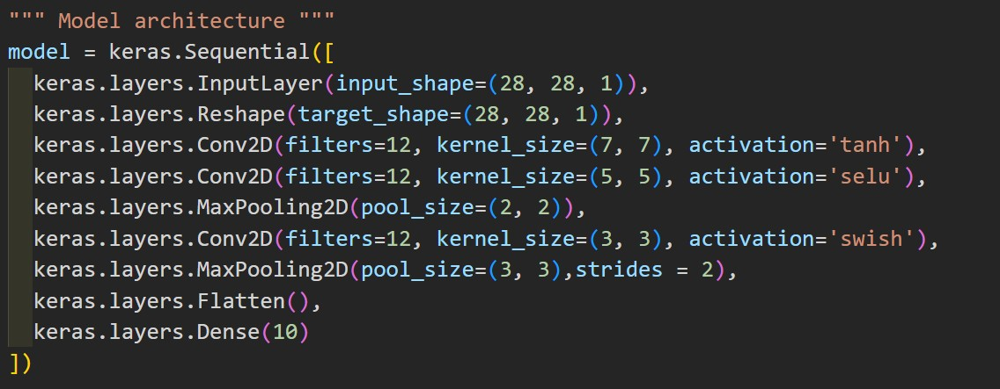 """ Model architecture """
model = keras.Sequential([
  keras.layers.InputLayer(input_shape=(28, 28, 1)),
  keras.layers.Reshape(target_shape=(28, 28, 1)),
  keras.layers.Conv2D(filters=12, kernel_size=(7, 7), activation='tanh'),
  keras.layers.Conv2D(filters=12, kernel_size=(5, 5), activation='selu'),
  keras.layers.MaxPooling2D(pool_size=(2, 2)),
  keras.layers.Conv2D(filters=12, kernel_size=(3, 3), activation='swish'),
  keras.layers.MaxPooling2D(pool_size=(3, 3),strides = 2),
  keras.layers.Flatten(),
  keras.layers.Dense(10)
])